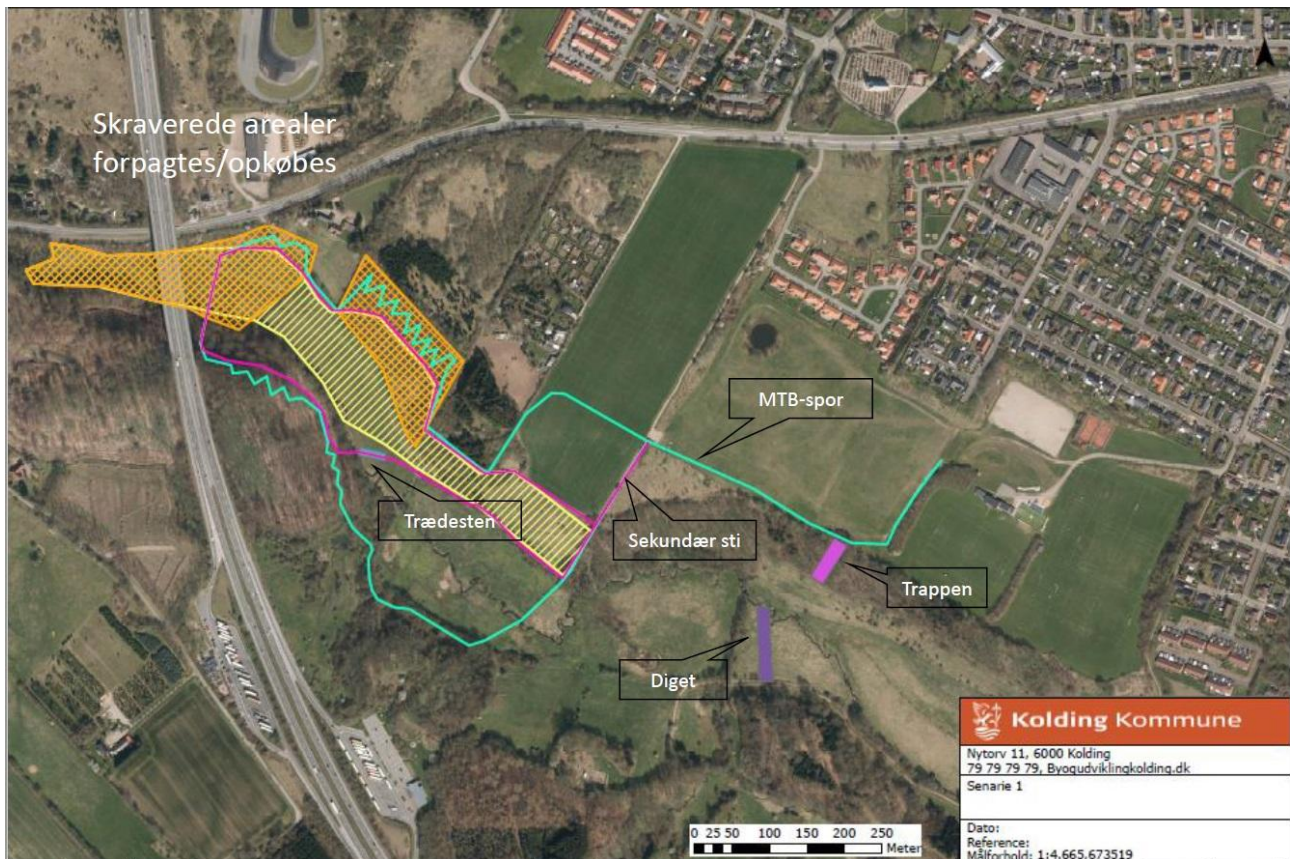 Skraverede arealer
forpagtes/opkøbes
MTB-spor
Trædesten
Sekundær sti
Trappen
Diget
Kolding Kommune
Nytorv 11, 6000 Kolding
79 79 79 79, Byogudviklingkolding.dk
Senarie 1
0 25 50 100 150 200 250
Meter
Dato:
Reference:
Målforhold: 1:4.665,673519